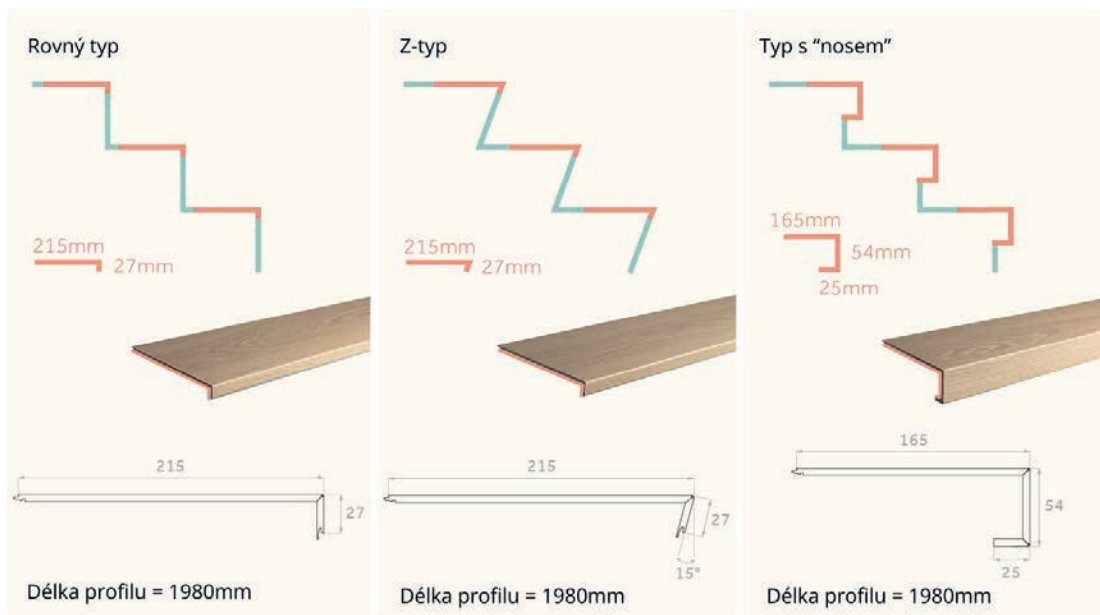 Rovný typ
215mm
27mm
215
27
Délka profilu = 1980mm
Z-typ
215mm
27mm
215
27
15°
Délka profilu = 1980mm
Typ s “nosem”
165mm
54mm
25mm
165
54
25
Délka profilu = 1980mm